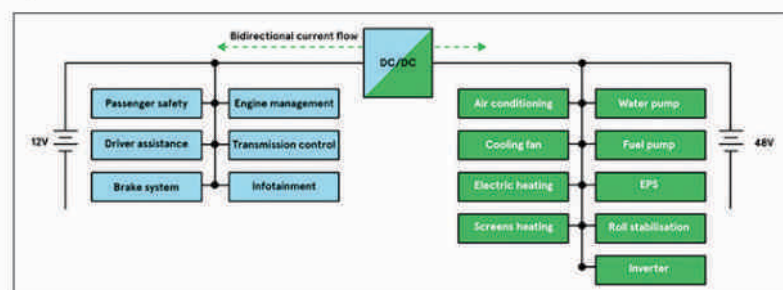 Bidirectional current flow
DC/DC
Passenger safety
Engine management
Driver assistance
Transmission control
Brake system
Infotainment
12V
Air conditioning
Water pump
Cooling fan
Fuel pump
Electric heating
EPS
Screens heating
Roll stabilisation
Inverter
48V